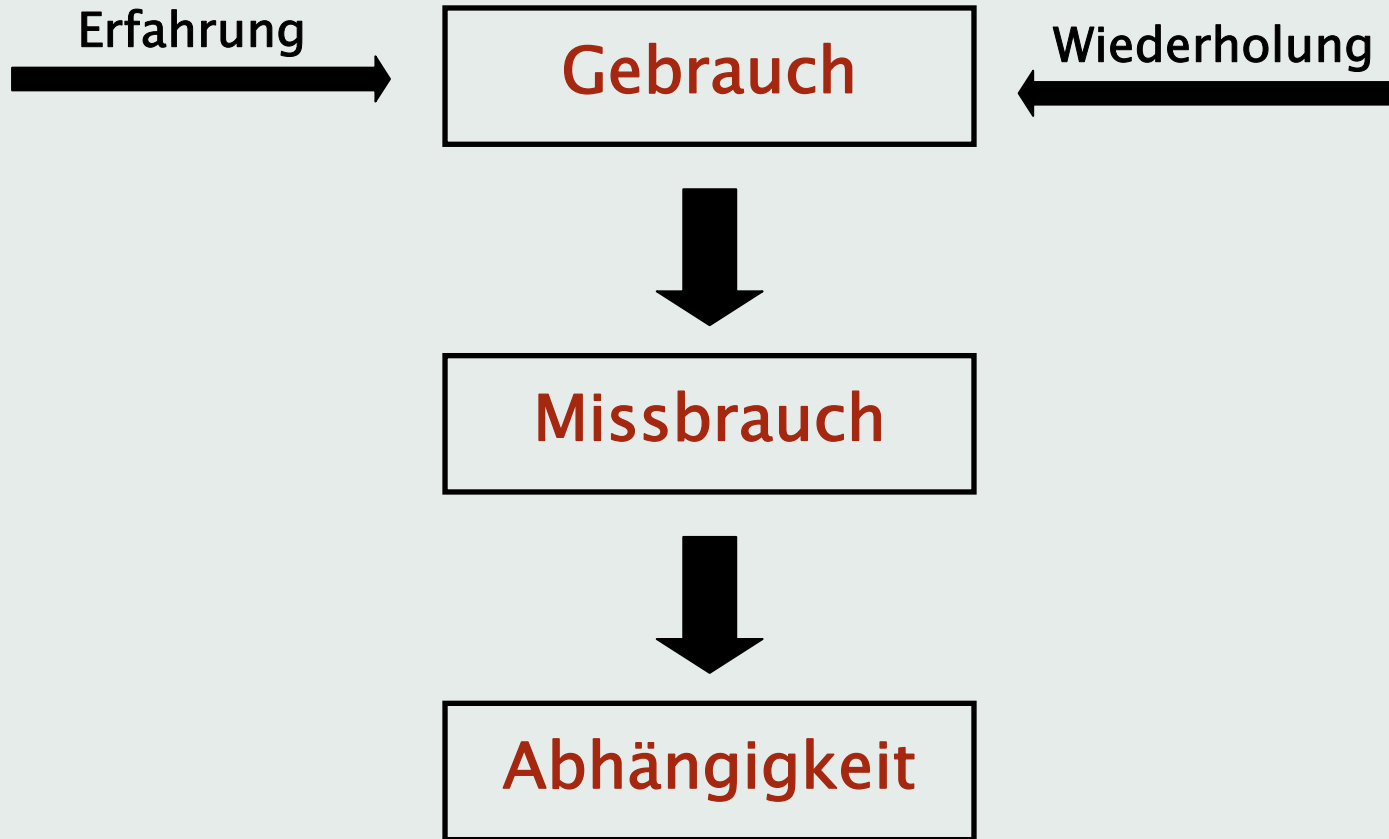 Erfahrung
Gebrauch
Wiederholung
Missbrauch
Abhängigkeit